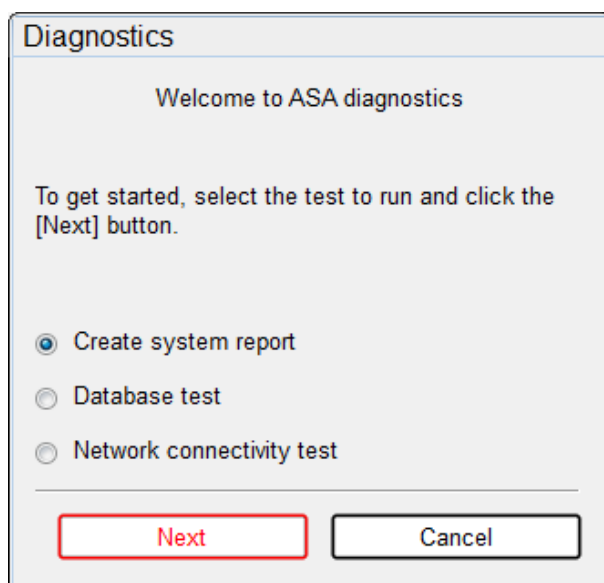 Diagnostics
Welcome to ASA diagnostics
To get started, select the test to run and click the
[Next] button.
Create system report
Database test
Network connectivity test
Next
Cancel